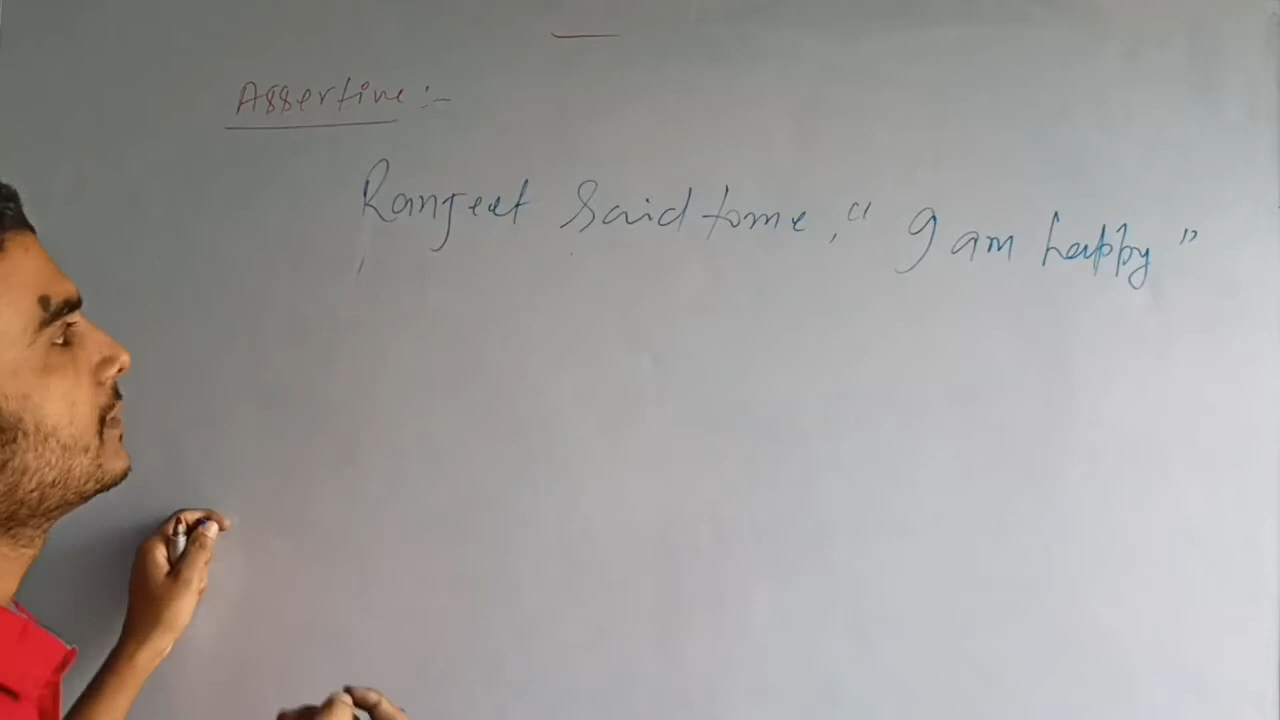 Assertive :-
Ranjeet Said to me, " I am happy "